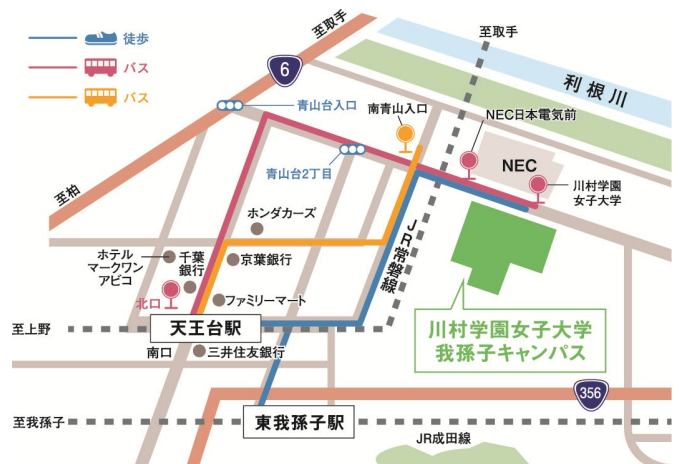 徒歩
バス
バス
至取手
6
至取手
利根川
青山台入口
南青山入口
NEC日本電気前
NEC
青山台2丁目
川村学園
女子大学
至柏
ホンダカーズ
JR常磐線
ホテル
マークワン
アビコ
千葉
銀行
京葉銀行
北口
ファミリーマート
至上野
天王台駅
川村学園女子大学
我孫子キャンパス
南口
三井住友銀行
356
至我孫子
東我孫子駅
JR成田線